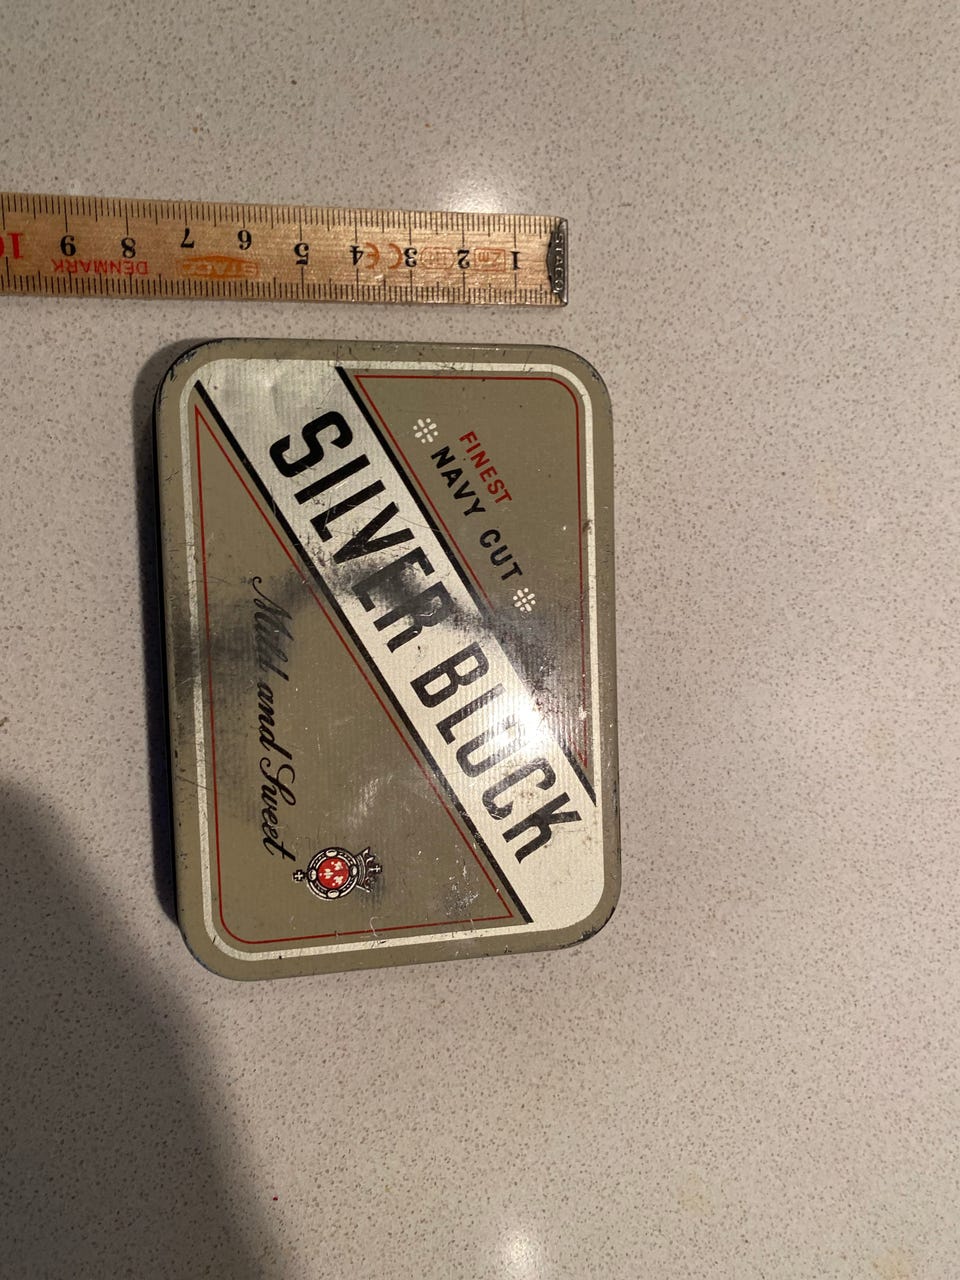 FINEST
NAVY CUT
SILVER BLOCK
Mild and Sweet
1 2 3 4 5 6 7 8 9 10
STACO
DENMARK